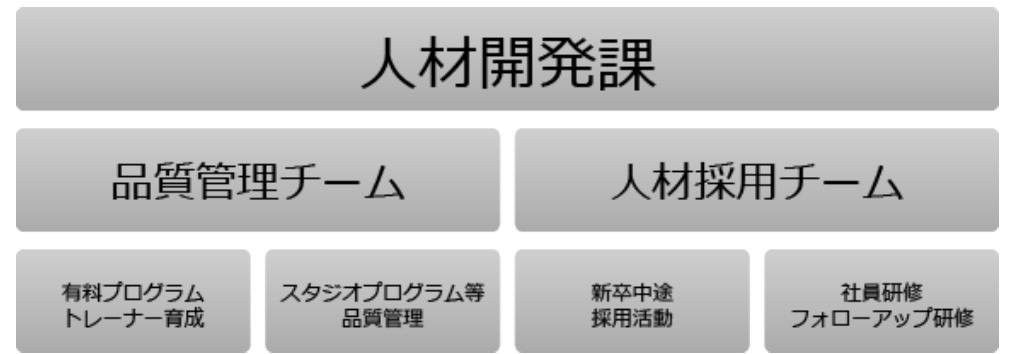 人材開発課
品質管理チーム
人材採用チーム
有料プログラム
トレーナー育成
スタジオプログラム等
品質管理
新卒中途
採用活動
社員研修
フォローアップ研修